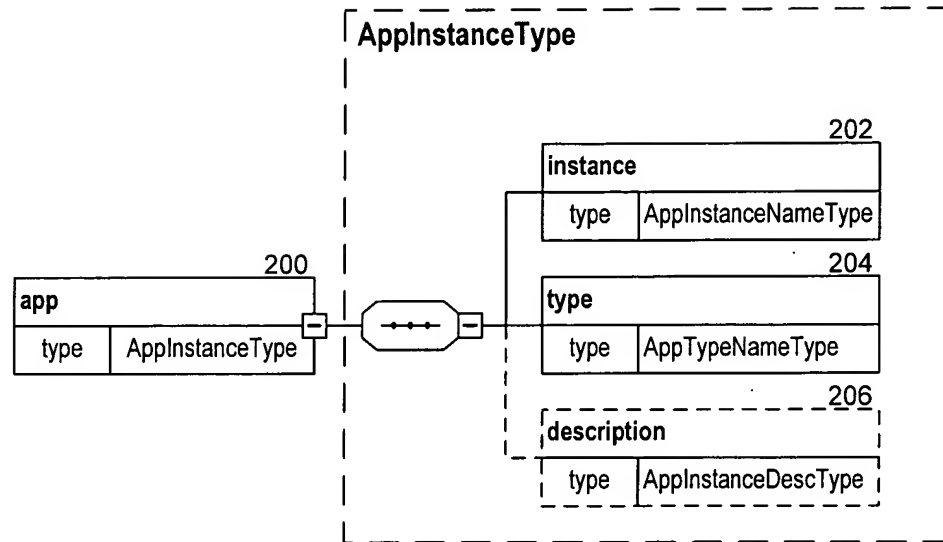 AppInstanceType
202
instance
type AppInstanceNameType
204
type
type AppTypeNameType
200
app
type AppInstanceType
206
description
type AppInstanceDescType